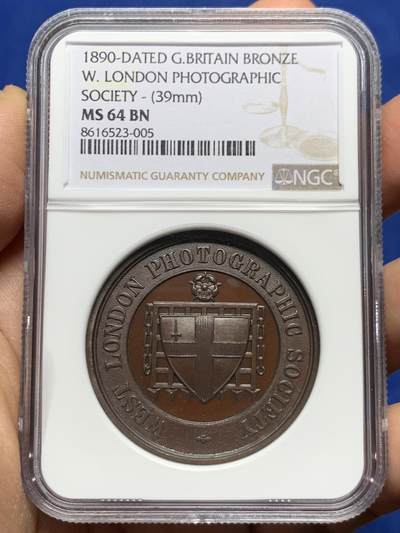 1890-DATED G.BRITAIN BRONZE
W. LONDON PHOTOGRAPHIC
SOCIETY - (39mm)
MS 64 BN
8616523-005
NUMISMATIC GUARANTY COMPANY
NGC®
WEST LONDON PHOTOGRAPHIC SOCIETY